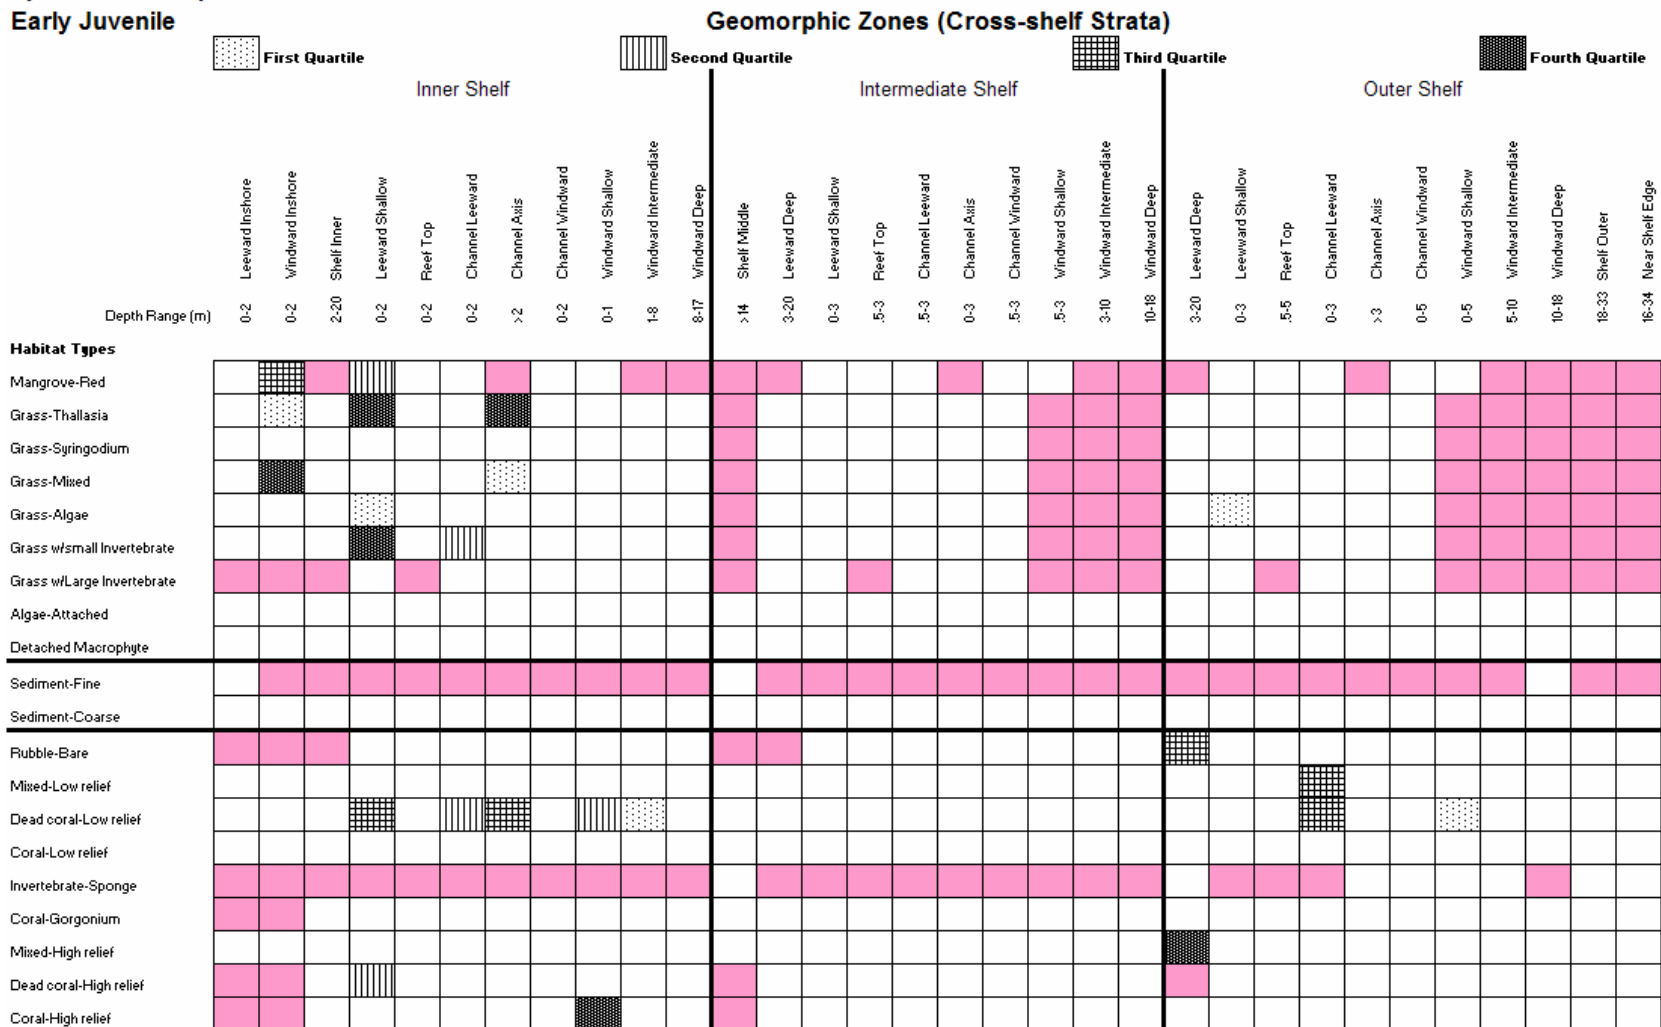 Early Juvenile
Geomorphic Zones (Cross-shelf Strata)
First Quartile
Second Quartile
Third Quartile
Fourth Quartile
Inner Shelf
Intermediate Shelf
Outer Shelf
Leeward Inshore
Windward Inshore
Shelf Inner
Leeward Shallow
Reef Top
Channel Leeward
Channel Axis
Channel Windward
Windward Shallow
Windward Intermediate
Windward Deep
Shelf Middle
Leeward Deep
Leeward Shallow
Reef Top
Channel Leeward
Channel Axis
Channel Windward
Windward Shallow
Windward Intermediate
Windward Deep
Leeward Deep
Leeward Shallow
Reef Top
Channel Leeward
Channel Axis
Channel Windward
Windward Shallow
Windward Intermediate
Windward Deep
Shelf Outer
Near Shelf Edge
Depth Range (m)
0-2
0-2
2-20
0-2
0-2
0-2
>2
0-2
0-1
1-8
8-17
>14
3-20
0-3
.5-3
.5-3
0-3
.5-3
.5-3
3-10
10-18
3-20
0-3
.5-5
0-3
>3
0-5
0-5
5-10
10-18
18-33
16-34
Habitat Types
Mangrove-Red
Grass-Thallasia
Grass-Syringodium
Grass-Mixed
Grass-Algae
Grass w/small Invertebrate
Grass w/Large Invertebrate
Algae-Attached
Detached Macrophyte
Sediment-Fine
Sediment-Coarse
Rubble-Bare
Mixed-Low relief
Dead coral-Low relief
Coral-Low relief
Invertebrate-Sponge
Coral-Gorgonium
Mixed-High relief
Dead coral-High relief
Coral-High relief